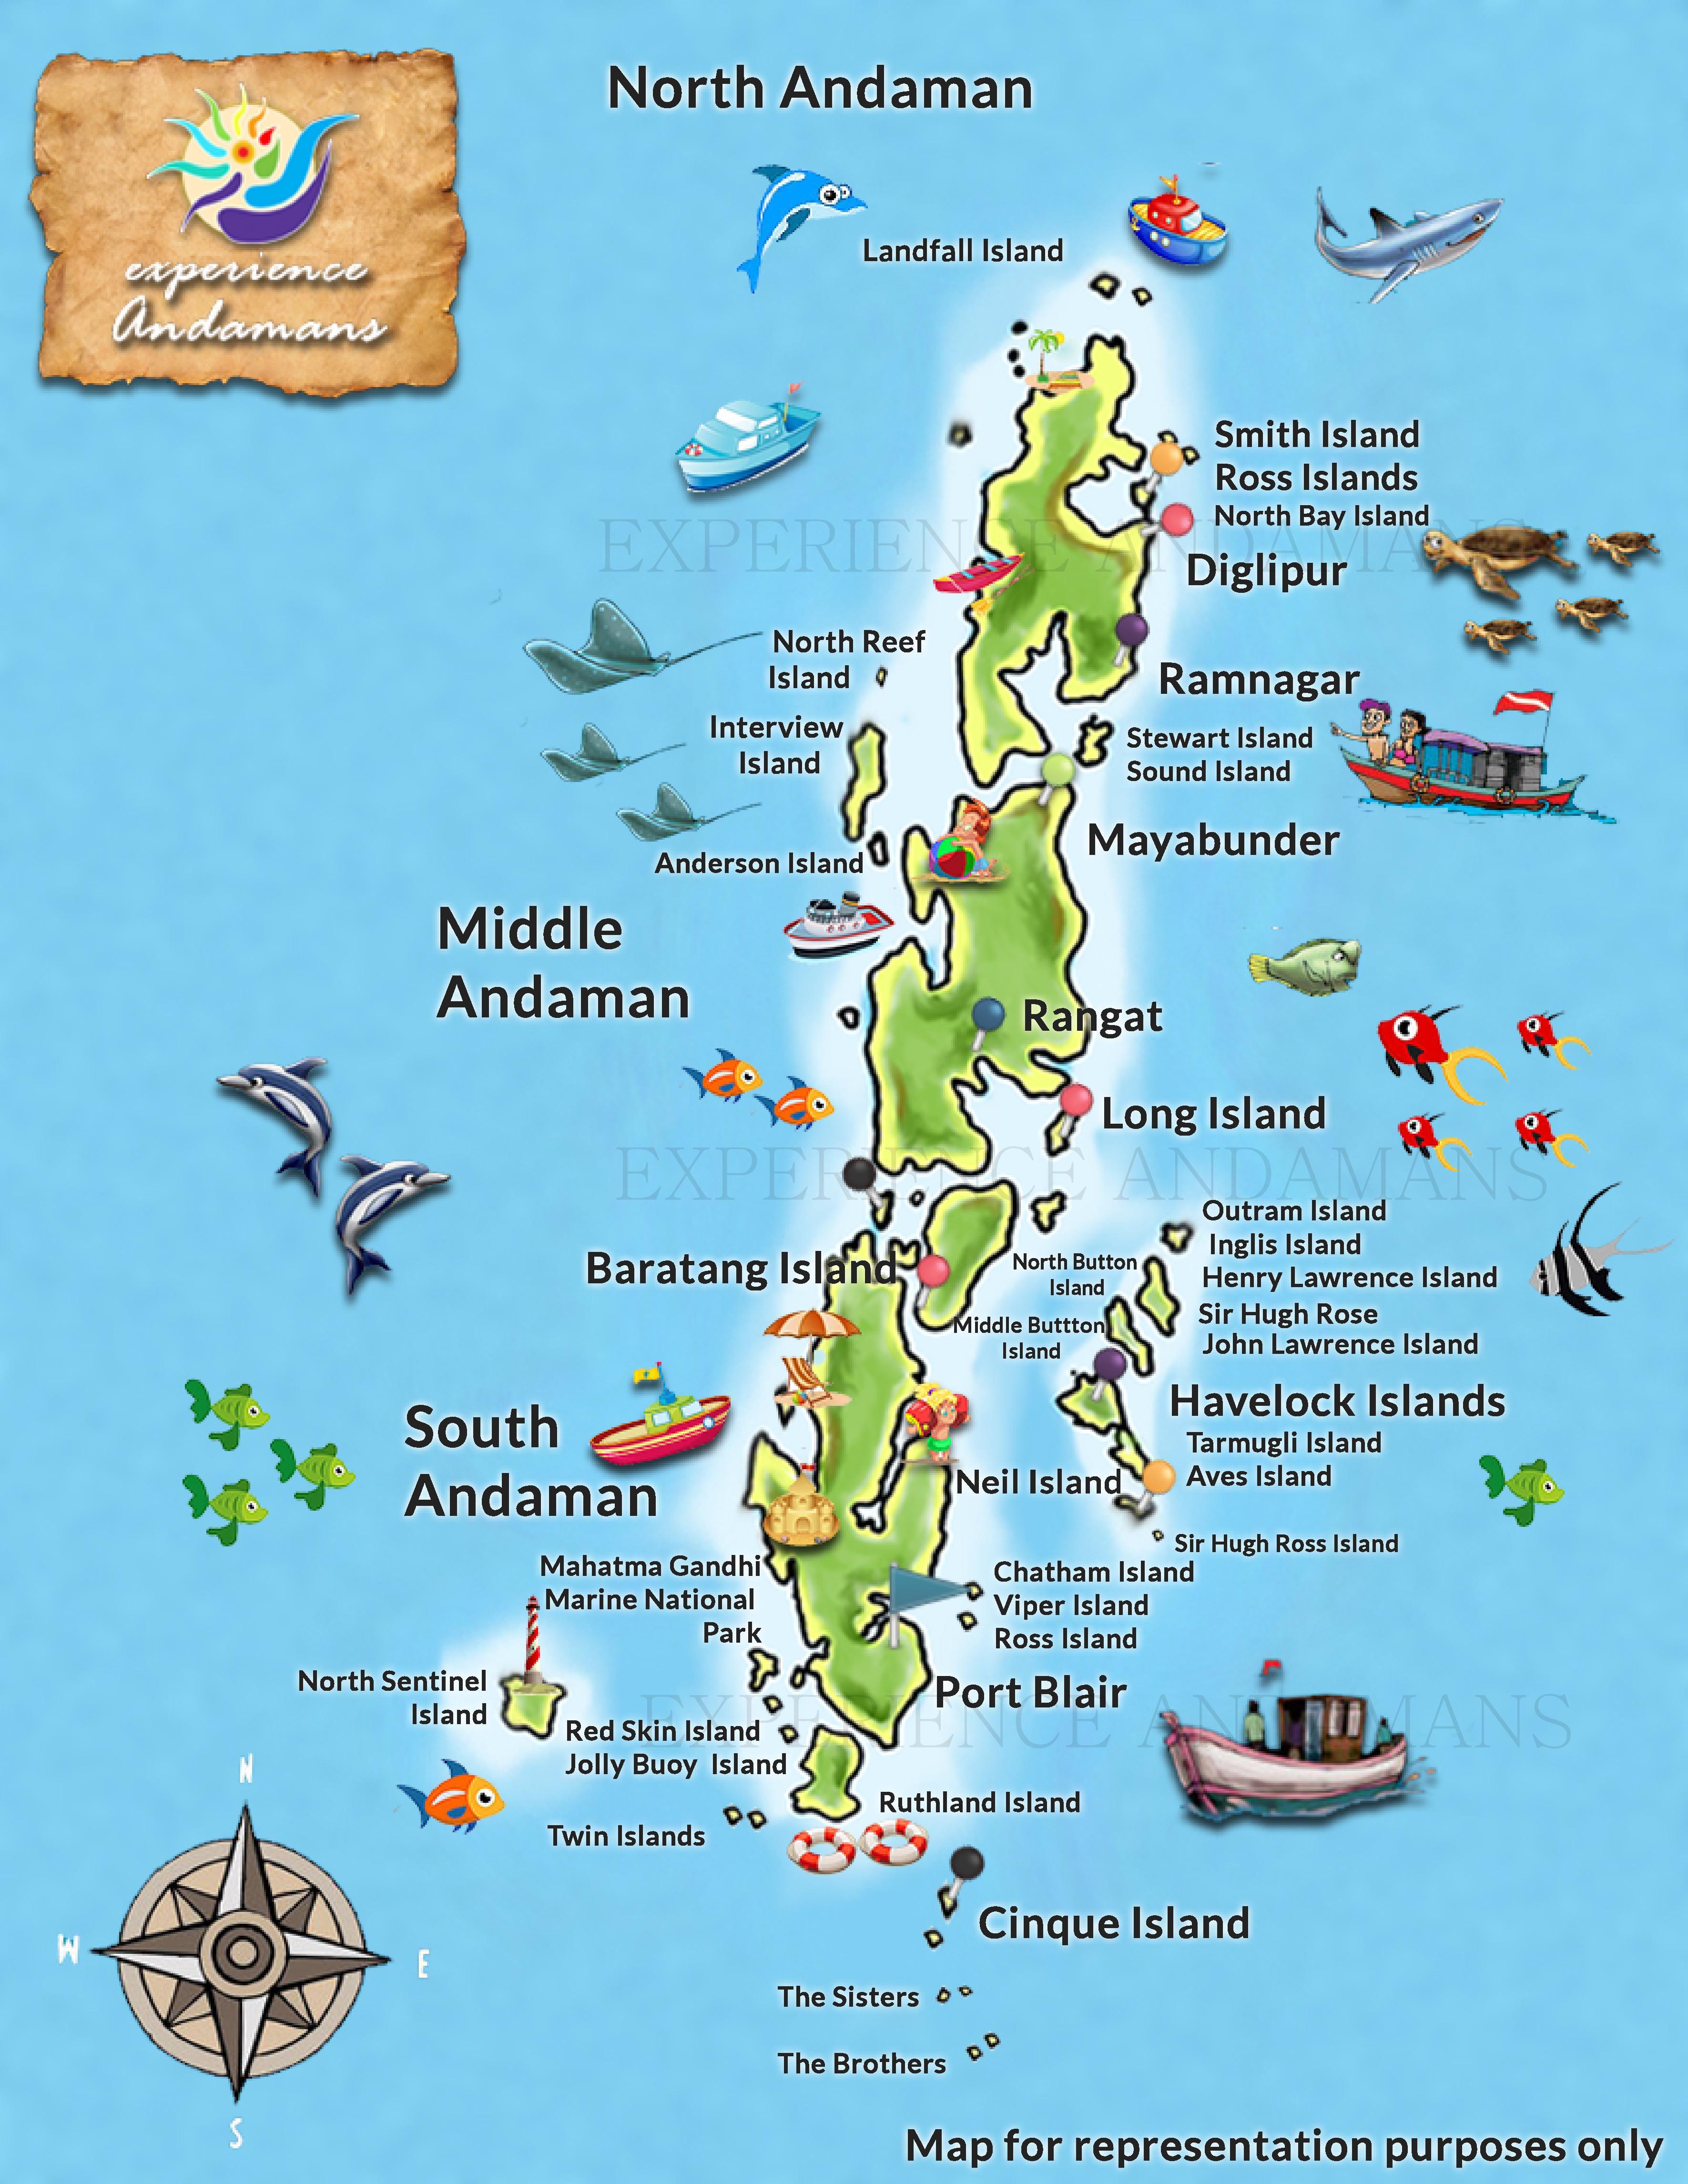 North Andaman
experience
Andamans
Landfall Island
Smith Island
Ross Islands
North Bay Island
EXPERIENCE ANDAMANS
Diglipur
North Reef
Island
Ramnagar
Interview
Island
Stewart Island
Sound Island
Mayabunder
Anderson Island
Middle
Andaman
Rangat
Long Island
EXPERIENCE ANDAMANS
Outram Island
Inglis Island
Henry Lawrence Island
Baratang Island
North Button
Island
Sir Hugh Rose
John Lawrence Island
Middle Buttton
Island
Havelock Islands
South
Andaman
Tarmugli Island
Aves Island
Neil Island
Sir Hugh Ross Island
Mahatma Gandhi
Marine National
Park
Chatham Island
Viper Island
Ross Island
North Sentinel
Island
Port Blair
EXPERIENCE ANDAMANS
Red Skin Island
Jolly Buoy Island
Ruthland Island
Twin Islands
N
W
E
S
Cinque Island
The Sisters
The Brothers
Map for representation purposes only